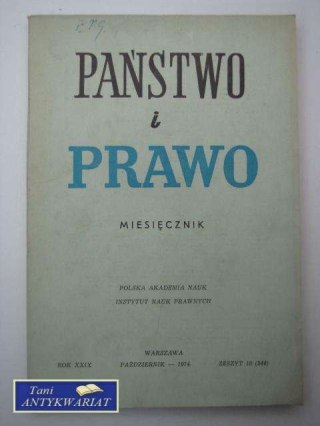 PAŃSTWO
i
PRAWO
MIESIĘCZNIK
POLSKA AKADEMIA NAUK
INSTYTUT NAUK PRAWNYCH
WARSZAWA
ROK XXIX PAŹDZIERNIK — 1974 ZESZYT 10 (344)
Tani
ANTYKWARIAT